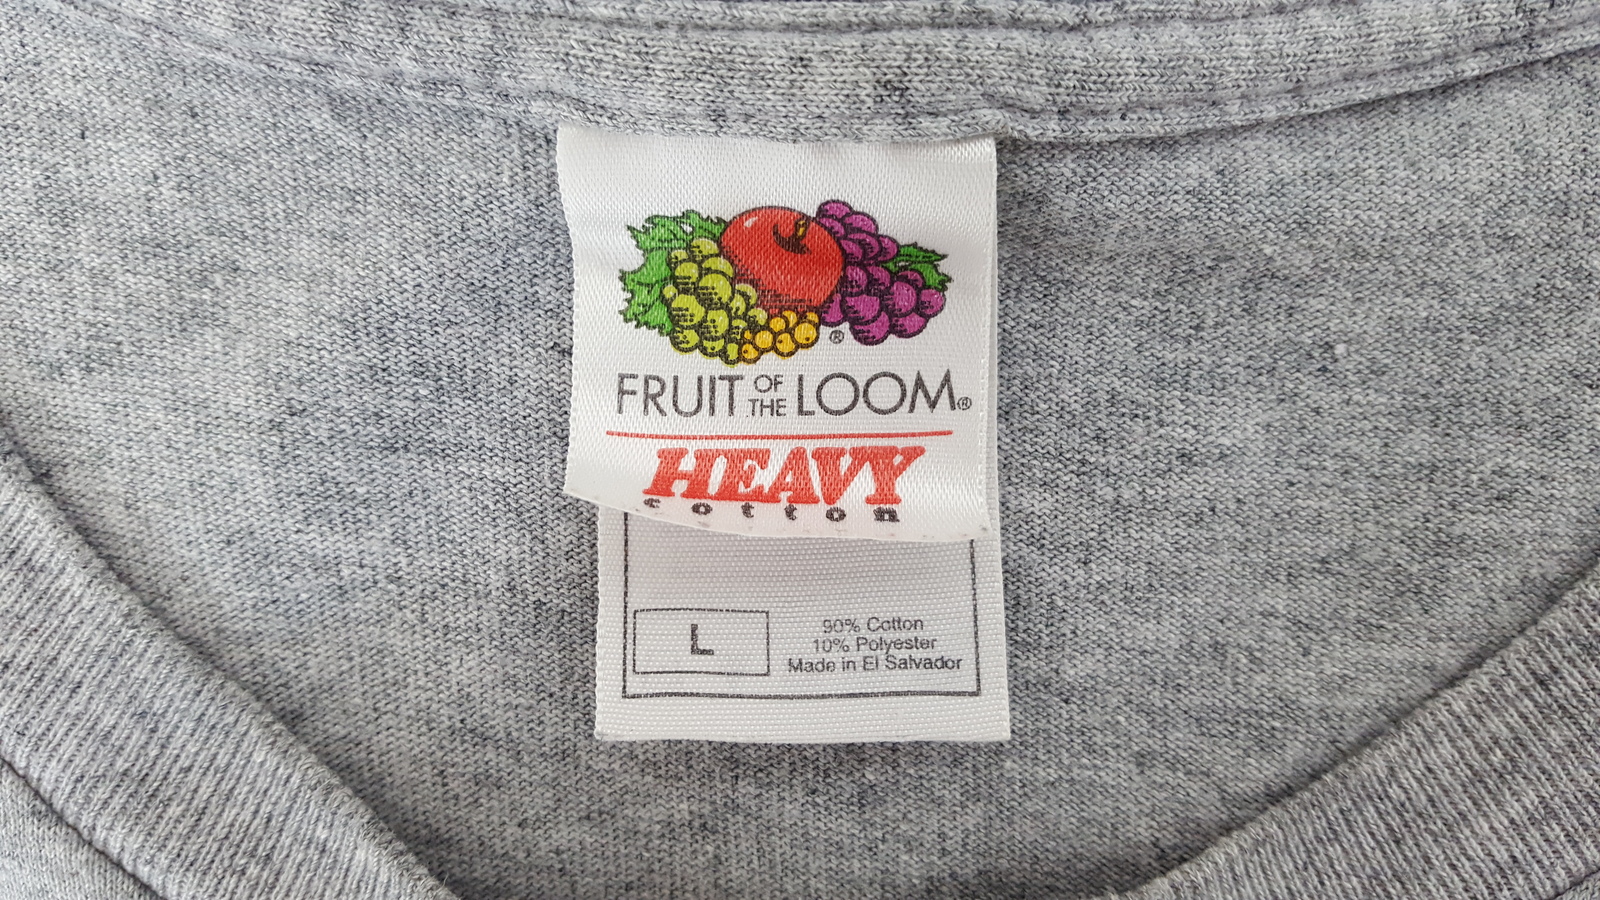 ®
FRUIT OF THE LOOM®
HEAVY
cotton
L
90% Cotton
10% Polyester
Made in El Salvador